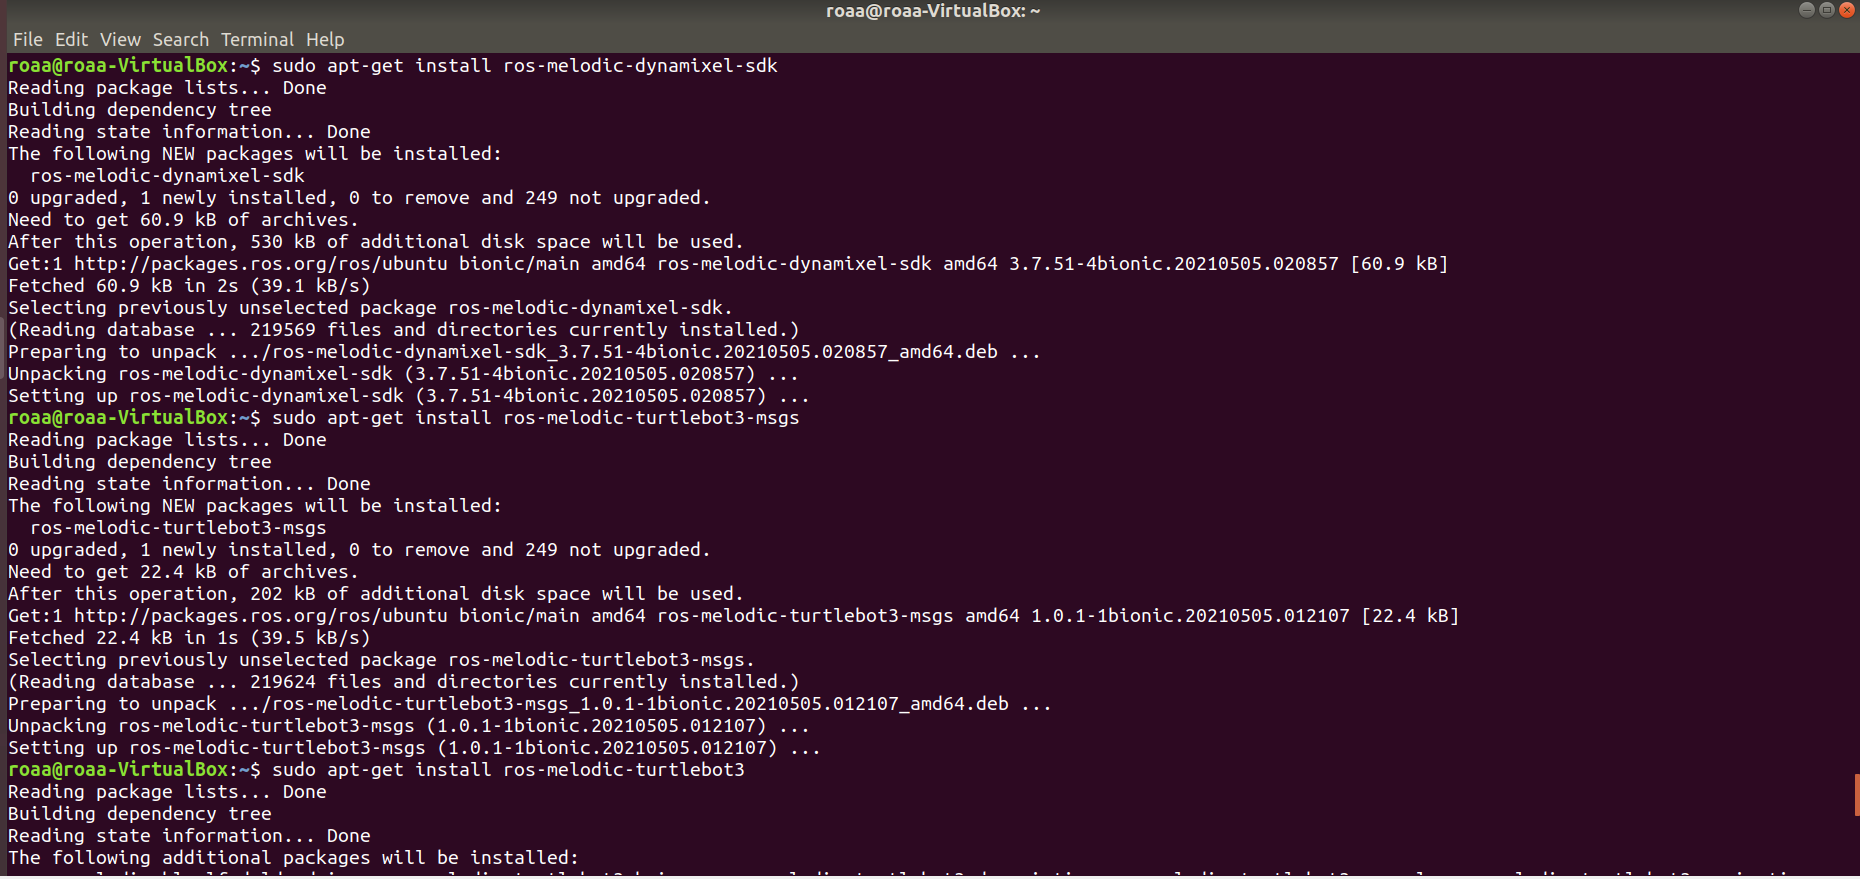 roaa@roaa-VirtualBox: ~
File Edit View Search Terminal Help
roaa@roaa-VirtualBox:~$ sudo apt-get install ros-melodic-dynamixel-sdk
Reading package lists... Done
Building dependency tree
Reading state information... Done
The following NEW packages will be installed:
  ros-melodic-dynamixel-sdk
0 upgraded, 1 newly installed, 0 to remove and 249 not upgraded.
Need to get 60.9 kB of archives.
After this operation, 530 kB of additional disk space will be used.
Get:1 http://packages.ros.org/ros/ubuntu bionic/main amd64 ros-melodic-dynamixel-sdk amd64 3.7.51-4bionic.20210505.020857 [60.9 kB]
Fetched 60.9 kB in 2s (39.1 kB/s)
Selecting previously unselected package ros-melodic-dynamixel-sdk.
(Reading database ... 219569 files and directories currently installed.)
Preparing to unpack .../ros-melodic-dynamixel-sdk_3.7.51-4bionic.20210505.020857_amd64.deb ...
Unpacking ros-melodic-dynamixel-sdk (3.7.51-4bionic.20210505.020857) ...
Setting up ros-melodic-dynamixel-sdk (3.7.51-4bionic.20210505.020857) ...
roaa@roaa-VirtualBox:~$ sudo apt-get install ros-melodic-turtlebot3-msgs
Reading package lists... Done
Building dependency tree
Reading state information... Done
The following NEW packages will be installed:
  ros-melodic-turtlebot3-msgs
0 upgraded, 1 newly installed, 0 to remove and 249 not upgraded.
Need to get 22.4 kB of archives.
After this operation, 202 kB of additional disk space will be used.
Get:1 http://packages.ros.org/ros/ubuntu bionic/main amd64 ros-melodic-turtlebot3-msgs amd64 1.0.1-1bionic.20210505.012107 [22.4 kB]
Fetched 22.4 kB in 1s (39.5 kB/s)
Selecting previously unselected package ros-melodic-turtlebot3-msgs.
(Reading database ... 219624 files and directories currently installed.)
Preparing to unpack .../ros-melodic-turtlebot3-msgs_1.0.1-1bionic.20210505.012107_amd64.deb ...
Unpacking ros-melodic-turtlebot3-msgs (1.0.1-1bionic.20210505.012107) ...
Setting up ros-melodic-turtlebot3-msgs (1.0.1-1bionic.20210505.012107) ...
roaa@roaa-VirtualBox:~$ sudo apt-get install ros-melodic-turtlebot3
Reading package lists... Done
Building dependency tree
Reading state information... Done
The following additional packages will be installed: